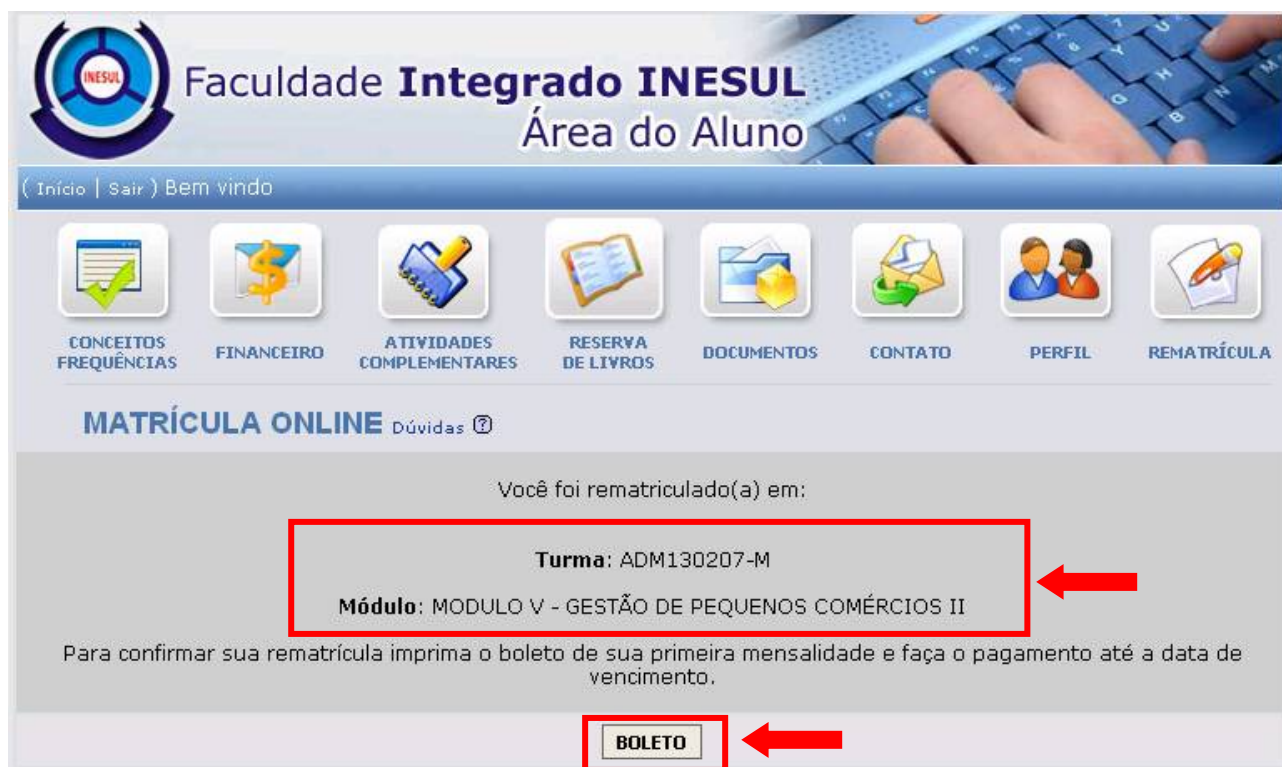 INESUL
Faculdade Integrado INESUL
Área do Aluno
( Início | Sair ) Bem vindo
CONCEITOS FREQUÊNCIAS
FINANCEIRO
ATIVIDADES COMPLEMENTARES
RESERVA DE LIVROS
DOCUMENTOS
CONTATO
PERFIL
REMATRÍCULA
MATRÍCULA ONLINE Dúvidas ?
Você foi rematriculado(a) em:
Turma: ADM130207-M
Módulo: MODULO V - GESTÃO DE PEQUENOS COMÉRCIOS II
Para confirmar sua rematrícula imprima o boleto de sua primeira mensalidade e faça o pagamento até a data de
vencimento.
BOLETO